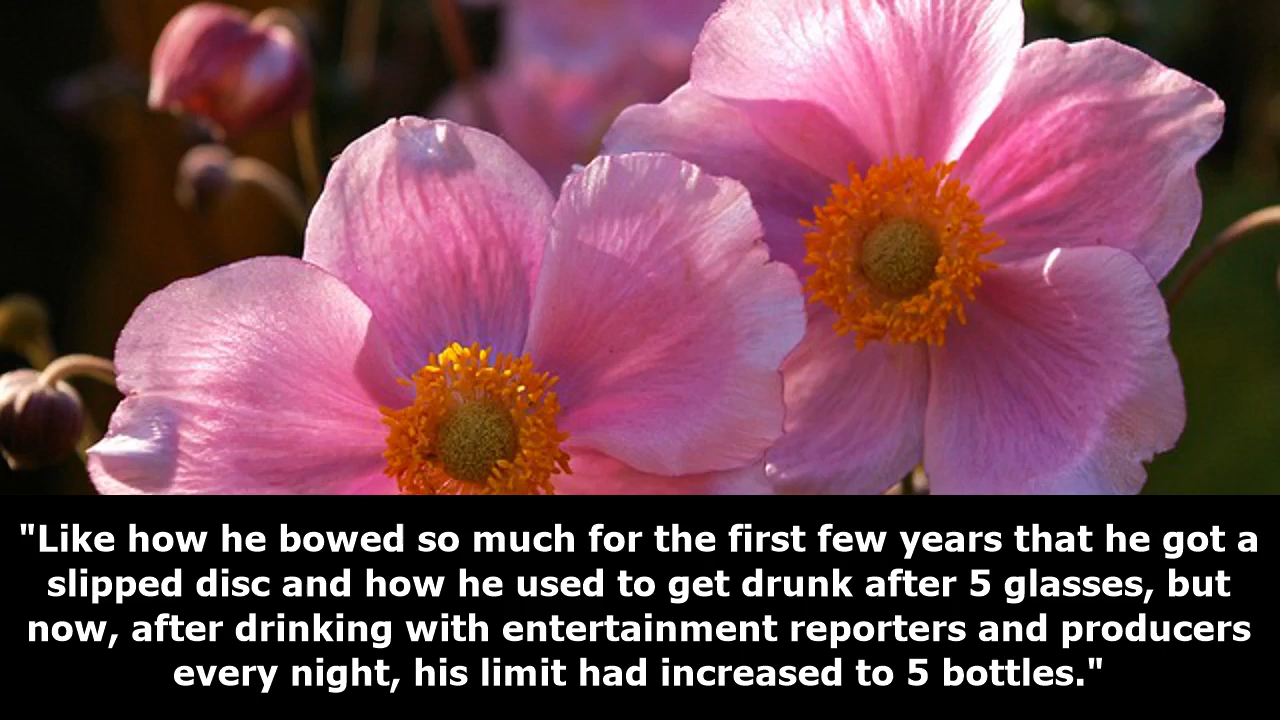 "Like how he bowed so much for the first few years that he got a
slipped disc and how he used to get drunk after 5 glasses, but
now, after drinking with entertainment reporters and producers
every night, his limit had increased to 5 bottles."